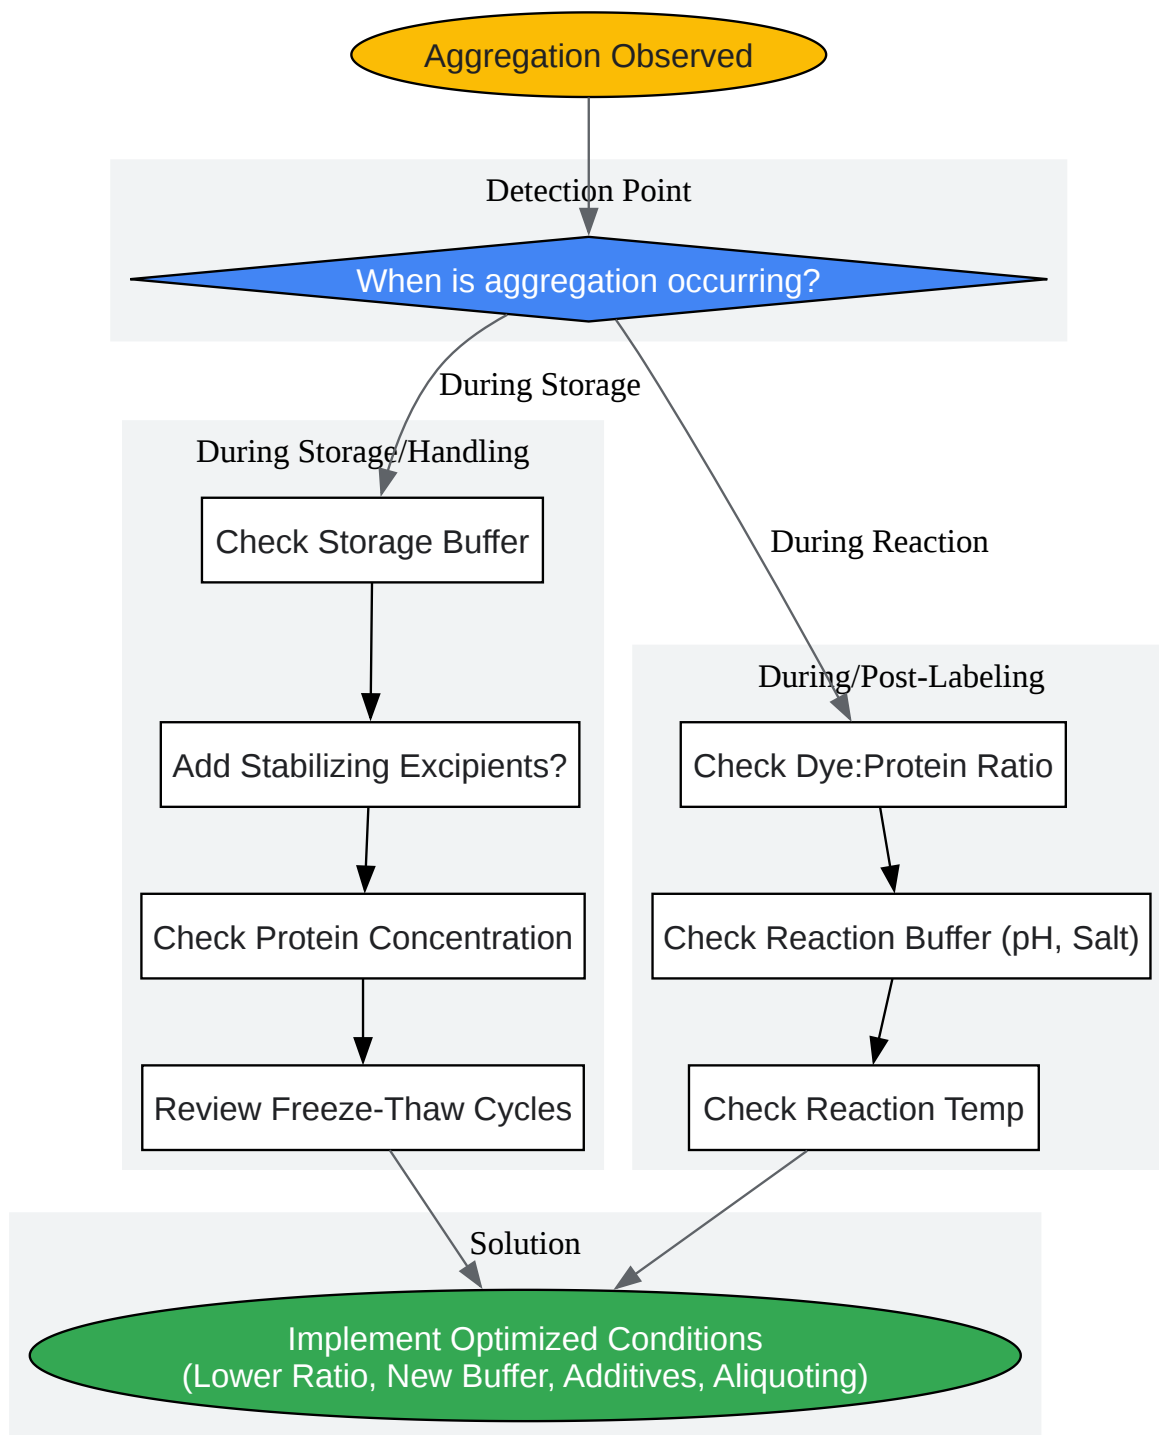 Aggregation Observed
Detection Point
When is aggregation occurring?
During Storage
During Storage/Handling
Check Storage Buffer
Add Stabilizing Excipients?
Check Protein Concentration
Review Freeze-Thaw Cycles
During Reaction
During/Post-Labeling
Check Dye:Protein Ratio
Check Reaction Buffer (pH, Salt)
Check Reaction Temp
Solution
Implement Optimized Conditions
(Lower Ratio, New Buffer, Additives, Aliquoting)